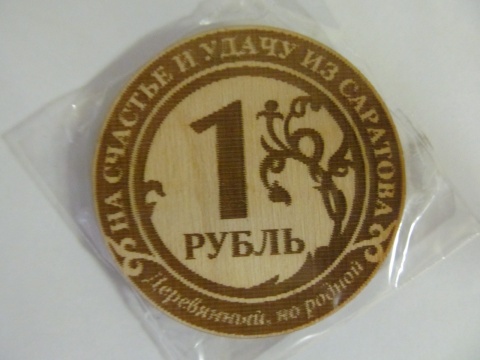 НА СЧАСТЬЕ И УДАЧУ ИЗ САРАТОВА
1
РУБЛЬ
Деревянный, но родной